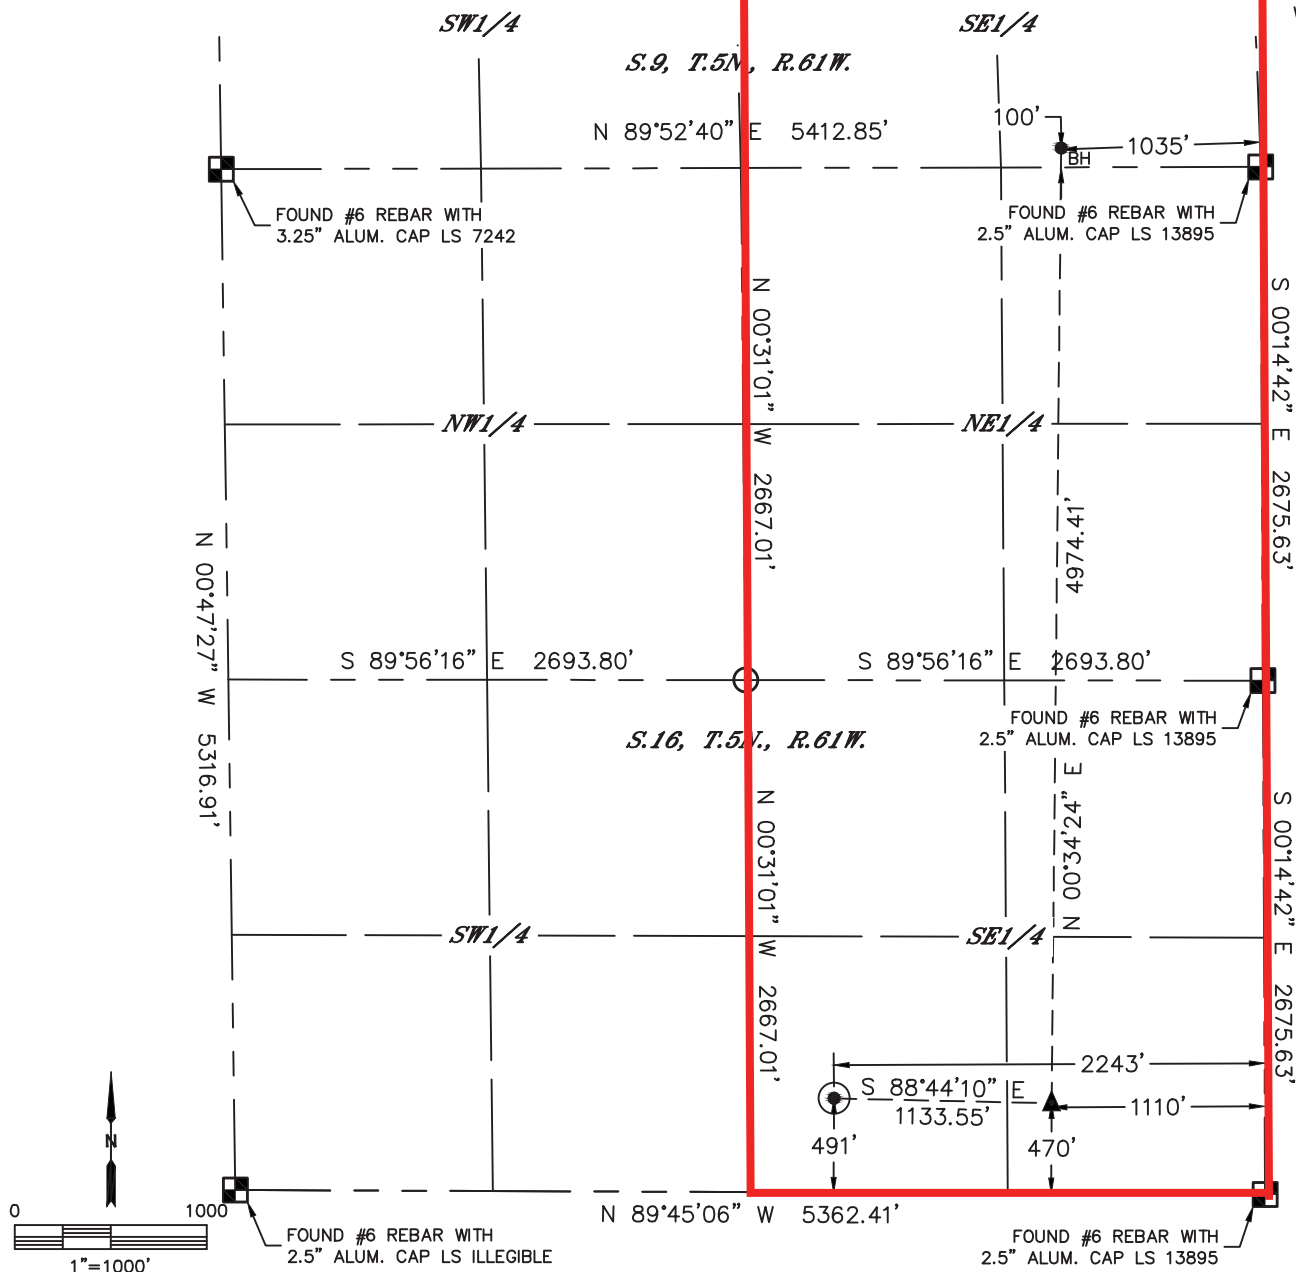 SW1/4
SE1/4
S.9, T.5N., R.61W.
N 89°52'40" E 5412.85'
100'
BH
1035'
FOUND #6 REBAR WITH
3.25" ALUM. CAP LS 7242
FOUND #6 REBAR WITH
2.5" ALUM. CAP LS 13895
N 00°31'01" W 2667.01'
S 00°14'42" E 2675.63'
NW1/4
NE1/4
4974.41'
N 00°47'27" W 5316.91'
S 89°56'16" E 2693.80'
S 89°56'16" E 2693.80'
FOUND #6 REBAR WITH
2.5" ALUM. CAP LS 13895
S.16, T.5N., R.61W.
N 00°34'24" E
N 00°31'01" W 2667.01'
S 00°14'42" E 2675.63'
SW1/4
SE1/4
2243'
S 88°44'10" E
1133.55'
1110'
491'
470'
N
0 1000
1"=1000'
N 89°45'06" W 5362.41'
FOUND #6 REBAR WITH
2.5" ALUM. CAP LS ILLEGIBLE
FOUND #6 REBAR WITH
2.5" ALUM. CAP LS 13895